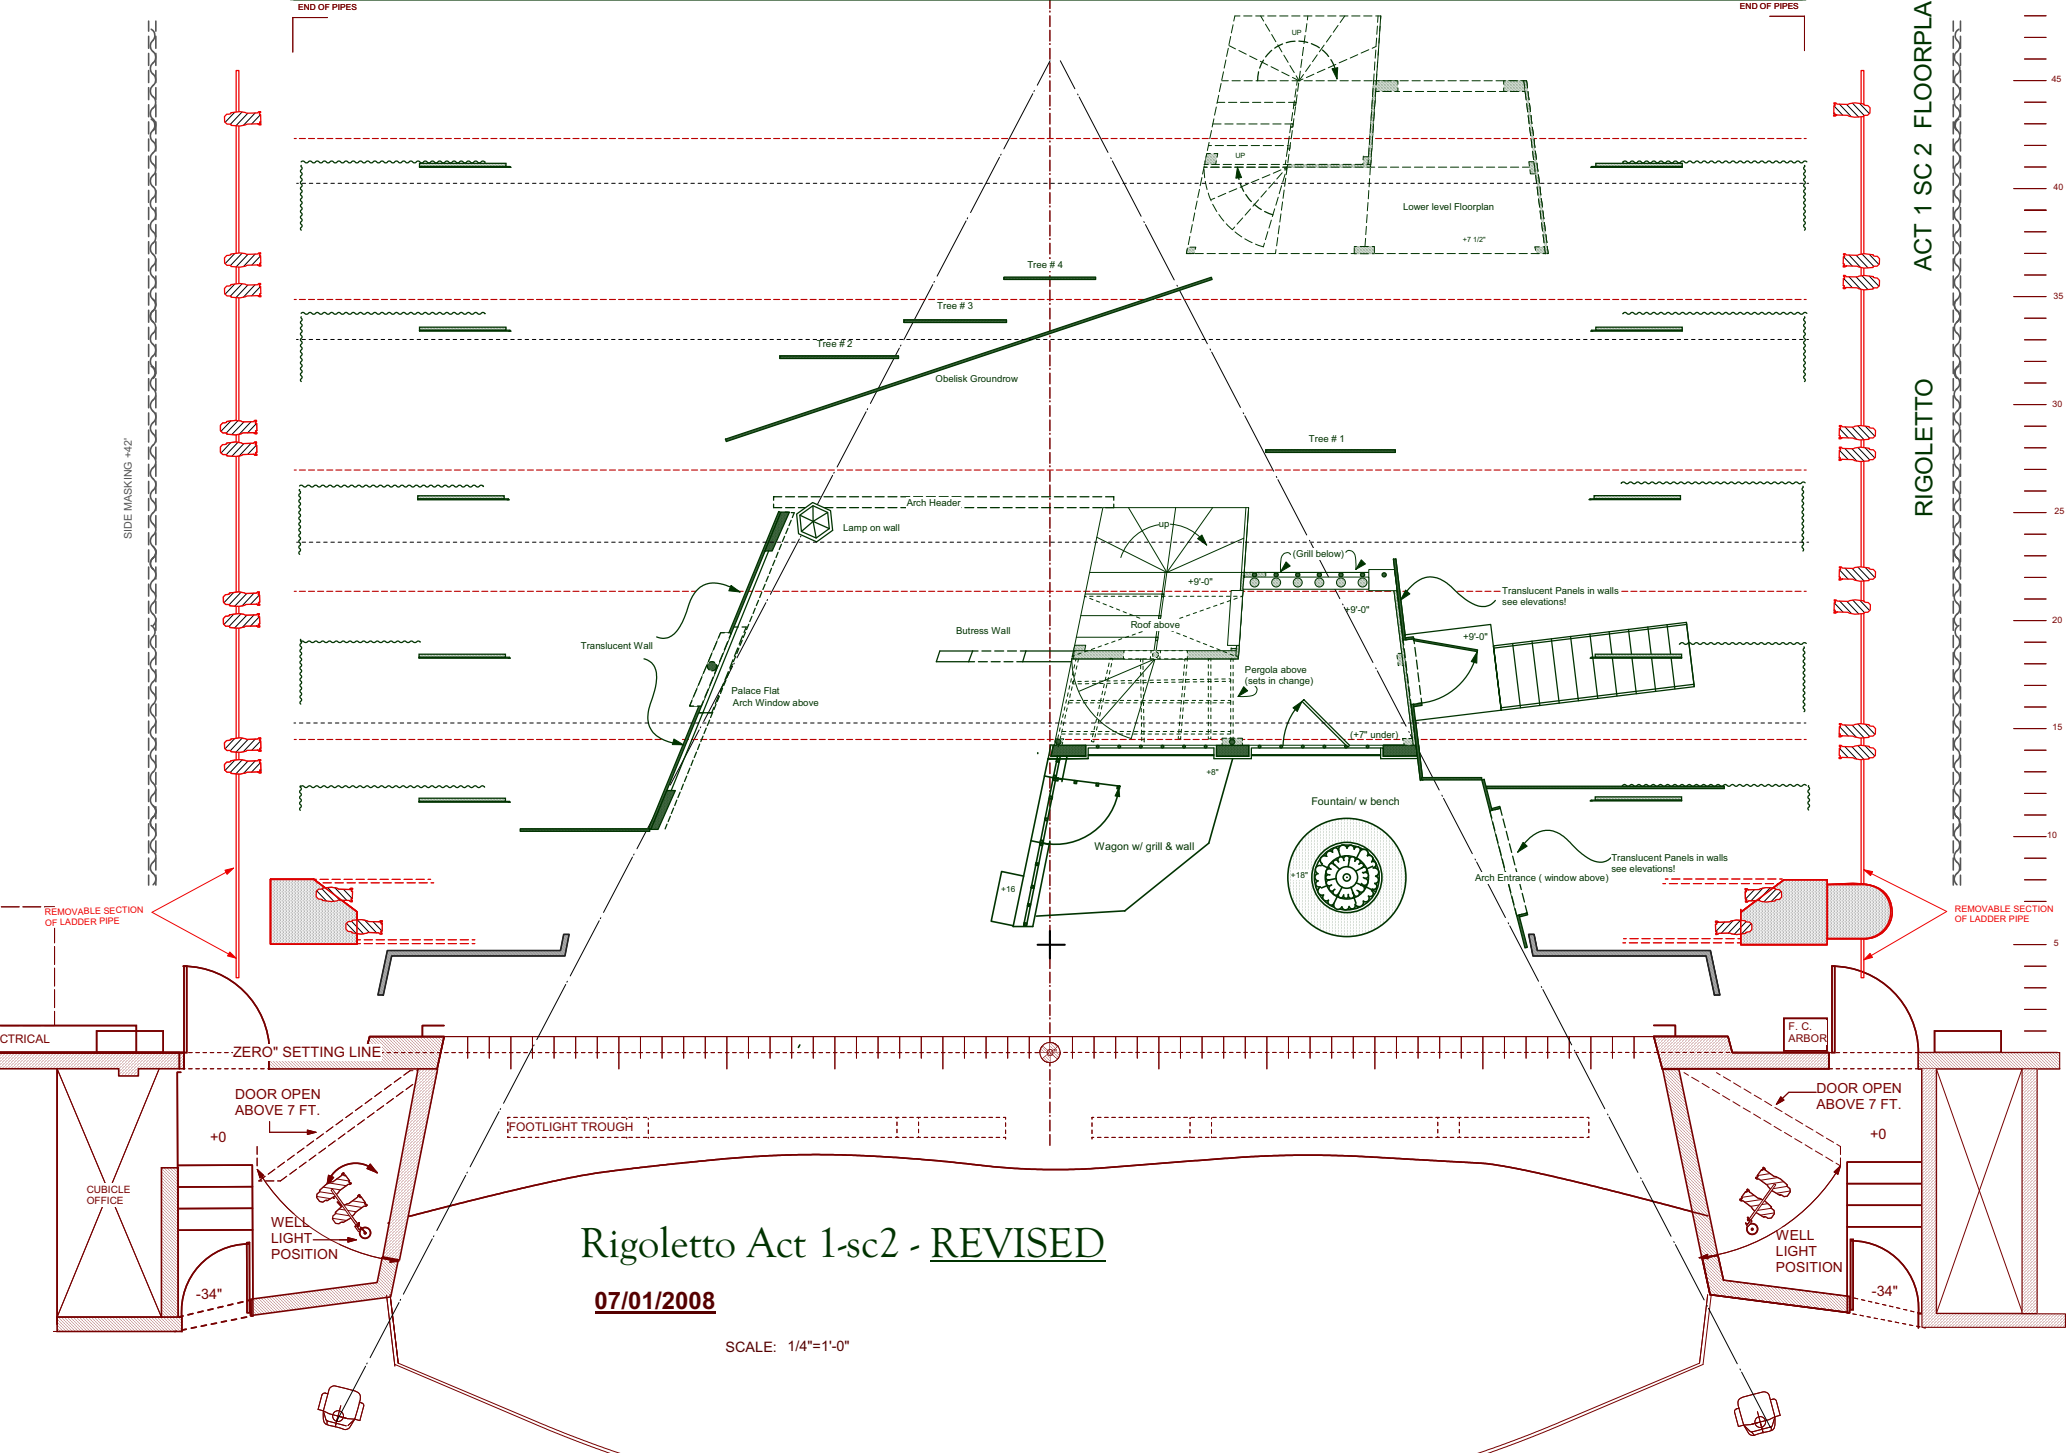 END OF PIPES
END OF PIPES
UP
UP
Lower level Floorplan
+7 1/2"
ACT 1 SC 2 FLOORPLA
RIGOLETTO
45
40
35
30
25
20
15
10
5
SIDE MASKING +42'
Tree # 4
Tree # 3
Tree # 2
Obelisk Groundrow
Tree # 1
Arch Header
Lamp on wall
up
(Grill below)
+9'-0"
+9'-0"
Translucent Panels in walls
see elevations!
Roof above
Butress Wall
+9'-0"
Translucent Wall
Pergola above
(sets in change)
Palace Flat
Arch Window above
(+7" under)
+8"
Fountain/ w bench
Wagon w/ grill & wall
+18"
+16
Translucent Panels in walls
see elevations!
Arch Entrance ( window above)
REMOVABLE SECTION
OF LADDER PIPE
REMOVABLE SECTION
OF LADDER PIPE
CTRICAL
F. C.
ARBOR
ZERO" SETTING LINE
DOOR OPEN
ABOVE 7 FT.
DOOR OPEN
ABOVE 7 FT.
FOOTLIGHT TROUGH
+0
+0
CUBICLE
OFFICE
WELL
LIGHT
POSITION
WELL
LIGHT
POSITION
-34"
-34"
Rigoletto Act 1-sc2 - REVISED
07/01/2008
SCALE: 1/4"=1'-0"